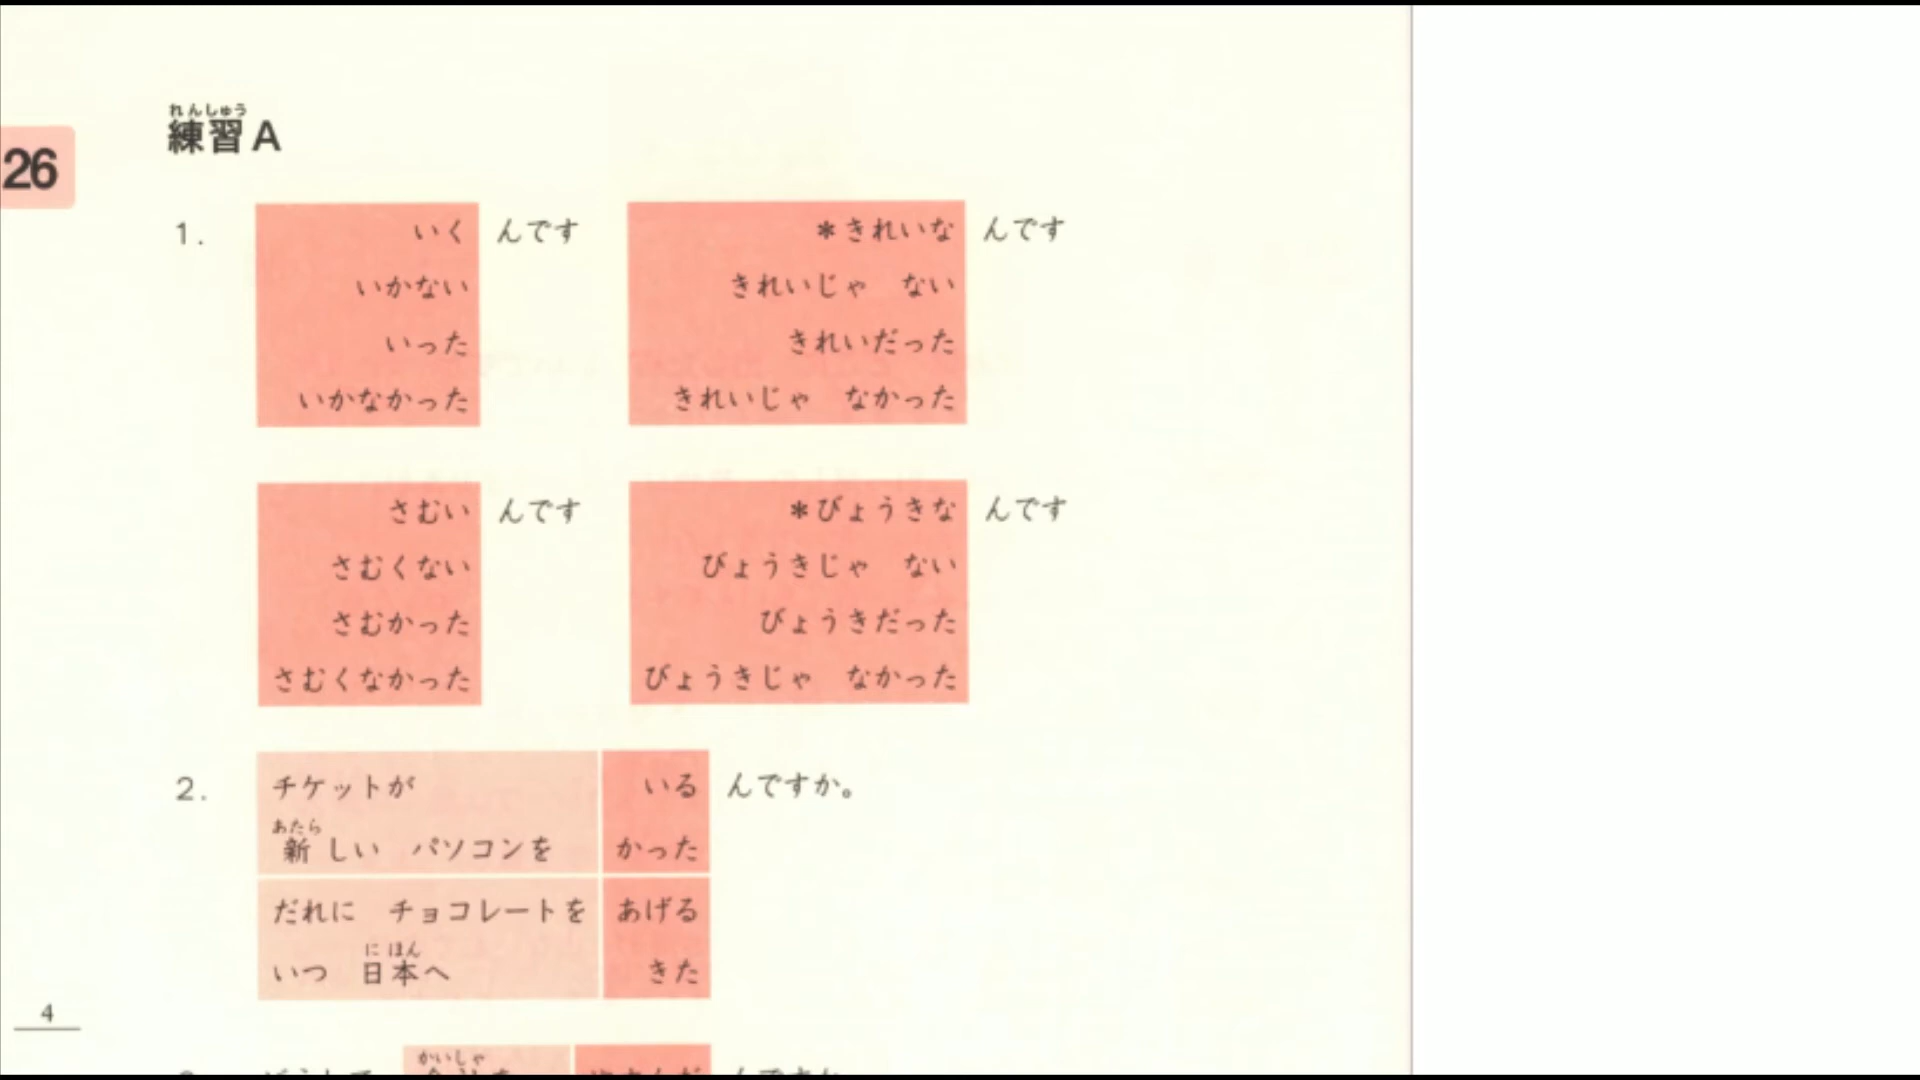 26
れんしゅう
練習A
1.
いく んです
いかない
いった
いかなかった
*きれいな んです
きれいじゃ ない
きれいだった
きれいじゃ なかった
さむい んです
さむくない
さむかった
さむくなかった
*びょうきな んです
びょうきじゃ ない
びょうきだった
びょうきじゃ なかった
2.
チケットが いる んですか。
あたら
新しい パソコンを かった
だれに チョコレートを あげる
にほん
いつ 日本へ きた
4
かいしゃ